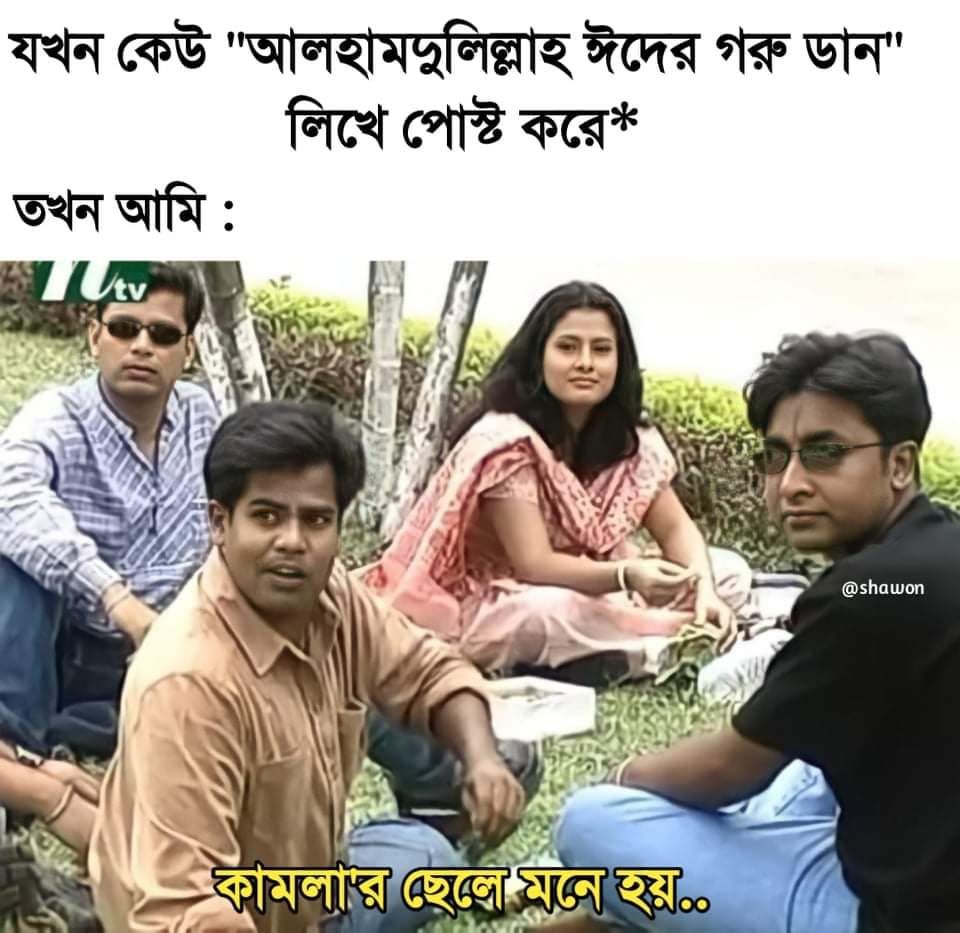 যখন কেউ "আলহামদুলিল্লাহ ঈদের গরু ডান"
লিখে পোস্ট করে*
তখন আমি :
ntv
@shawon
কামলা'র ছেলে মনে হয়..